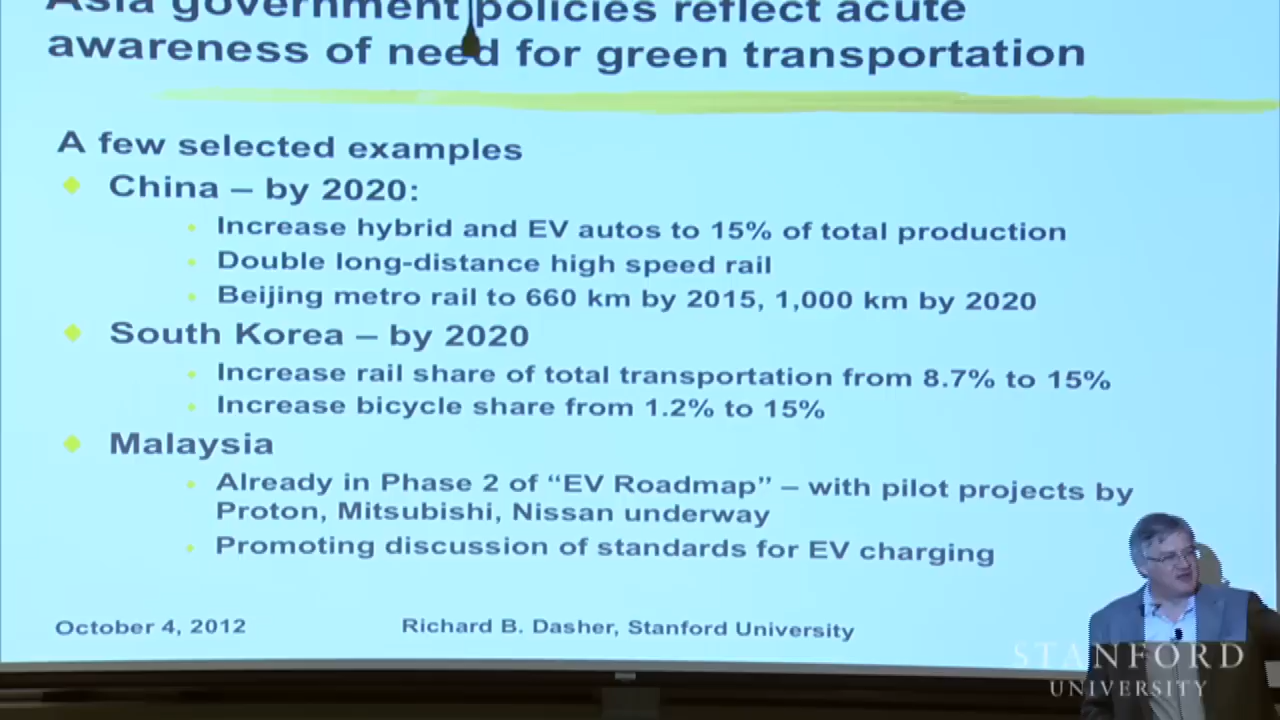 Asia government policies reflect acute
awareness of need for green transportation
A few selected examples
China – by 2020:
Increase hybrid and EV autos to 15% of total production
Double long-distance high speed rail
Beijing metro rail to 660 km by 2015, 1,000 km by 2020
South Korea – by 2020
Increase rail share of total transportation from 8.7% to 15%
Increase bicycle share from 1.2% to 15%
Malaysia
Already in Phase 2 of “EV Roadmap” – with pilot projects by
Proton, Mitsubishi, Nissan underway
Promoting discussion of standards for EV charging
October 4, 2012
Richard B. Dasher, Stanford University
STANFORD
UNIVERSITY